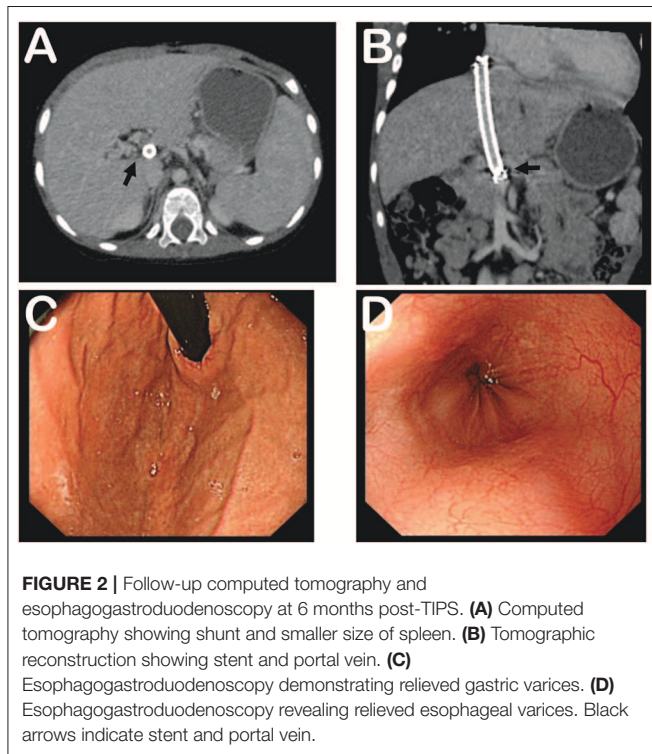 A
B
C
D
FIGURE 2 | Follow-up computed tomography and
esophagogastroduodenoscopy at 6 months post-TIPS. (A) Computed
tomography showing shunt and smaller size of spleen. (B) Tomographic
reconstruction showing stent and portal vein. (C)
Esophagogastroduodenoscopy demonstrating relieved gastric varices. (D)
Esophagogastroduodenoscopy revealing relieved esophageal varices. Black
arrows indicate stent and portal vein.